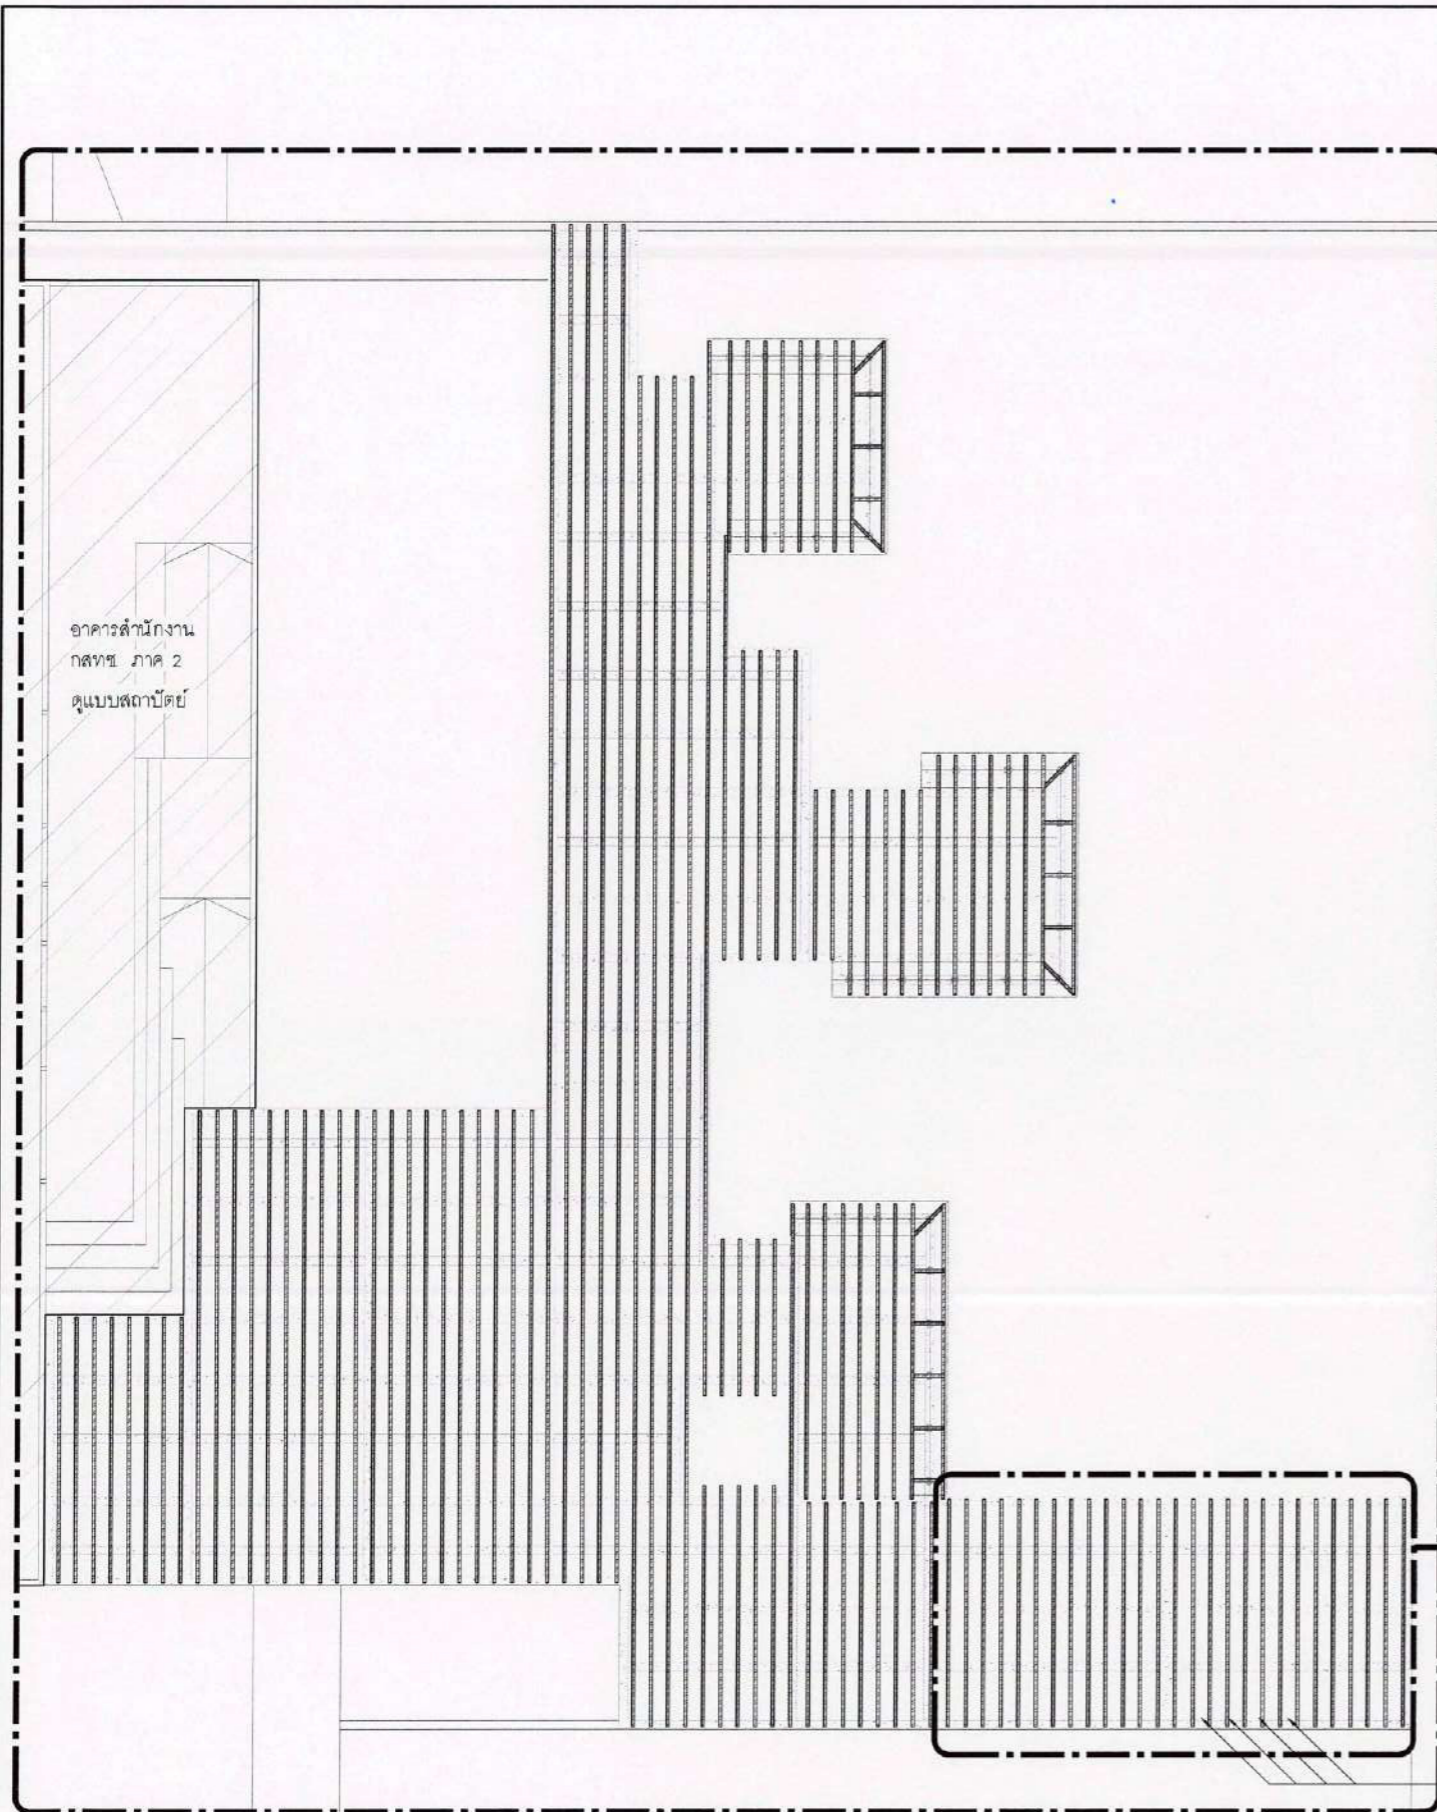 อาคารสำนักงาน
กสทช. ภาค 2
ดูแบบสถาปัตย์